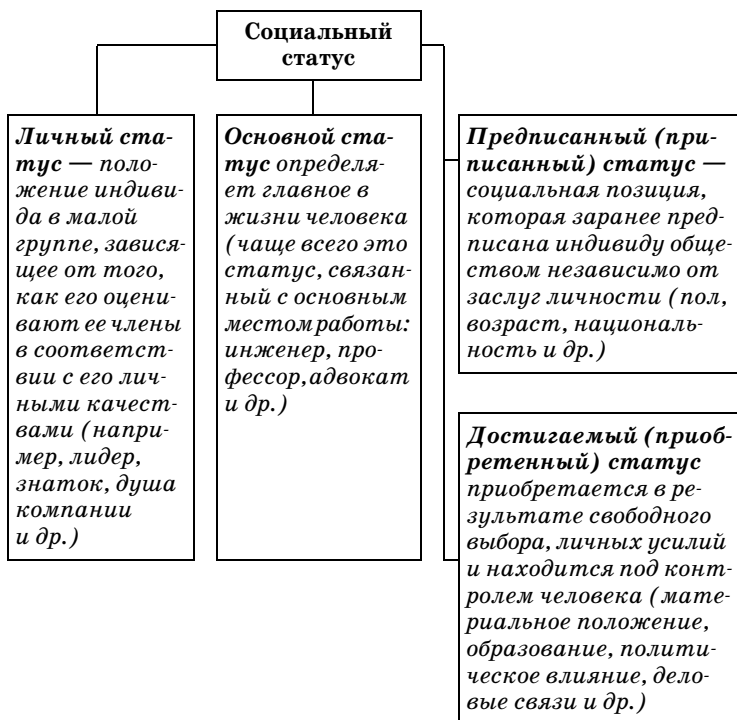 Социальный
статус
Личный ста-
тус — поло-
жение индиви-
да в малой
группе, завися-
щее от того,
как его оцени-
вают ее члены
в соответст-
вии с его лич-
ными качест-
вами (напри-
мер, лидер,
знаток, душа
компании
и др.)
Основной ста-
тус определя-
ет главное в
жизни человека
(чаще всего это
статус, связан-
ный с основным
местом работы:
инженер, про-
фессор, адвокат
и др.)
Предписанный (при-
писанный) статус —
социальная позиция,
которая заранее пред-
писана индивиду обще-
ством независимо от
заслуг личности (пол,
возраст, националь-
ность и др.)
Достигаемый (приоб-
ретенный) статус
приобретается в ре-
зультате свободного
выбора, личных усилий
и находится под конт-
ролем человека (мате-
риальное положение,
образование, полити-
ческое влияние, дело-
вые связи и др.)